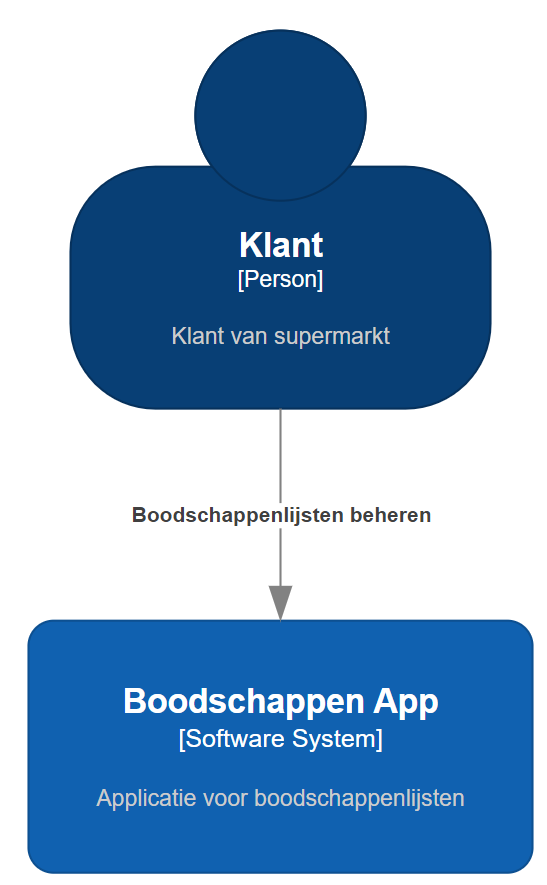 Klant
[Person]
Klant van supermarkt
Boodschappenlijsten beheren
Boodschappen App
[Software System]
Applicatie voor boodschappenlijsten